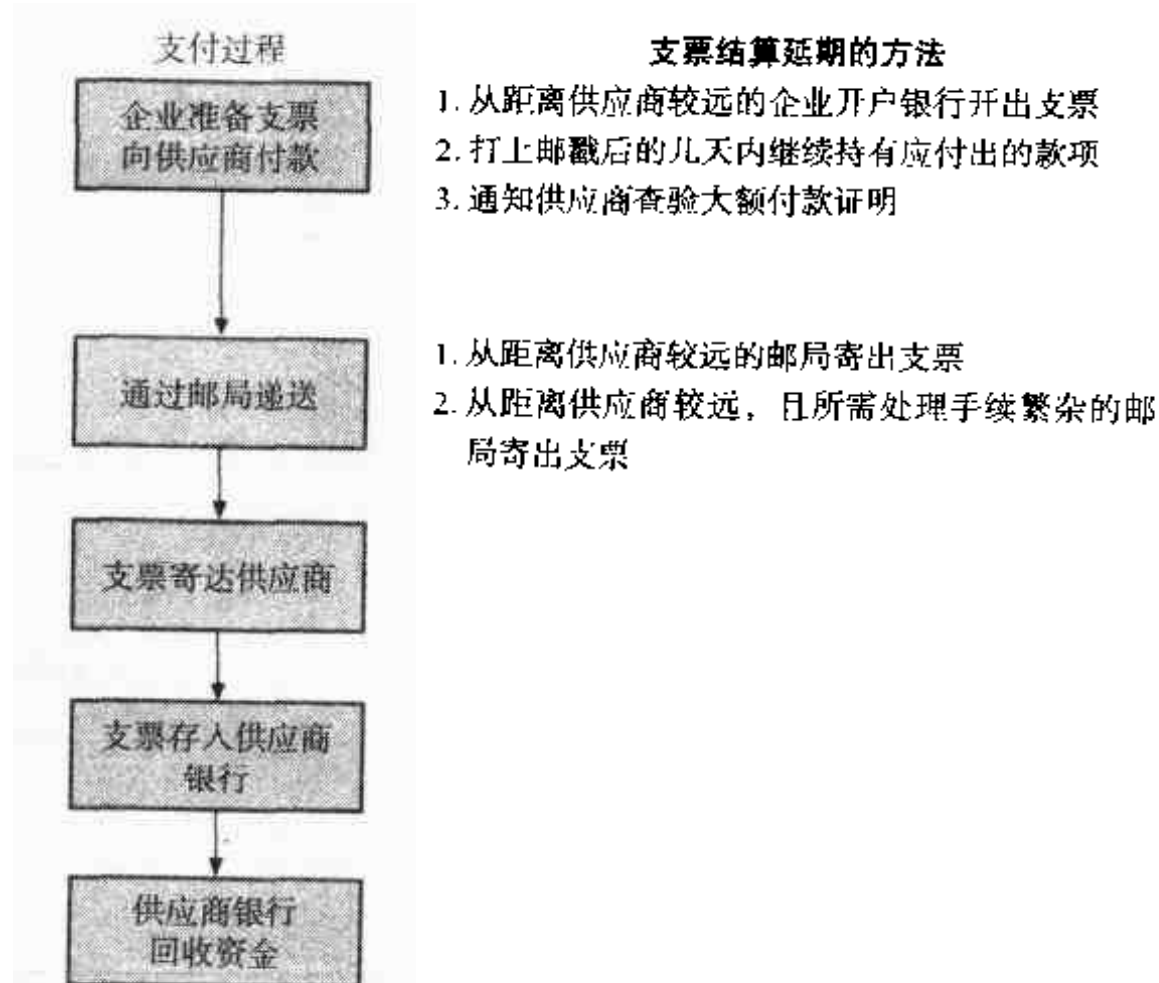 支付过程
企业准备支票
向供应商付款
通过邮局递送
支票寄达供应商
支票存入供应商
银行
供应商银行
回收资金
支票结算延期的方法
1. 从距离供应商较远的企业开户银行开出支票
2. 打上邮戳后的几天内继续持有应付出的款项
3. 通知供应商查验大额付款证明
1. 从距离供应商较远的邮局寄出支票
2. 从距离供应商较远，且所需处理手续繁杂的邮
局寄出支票